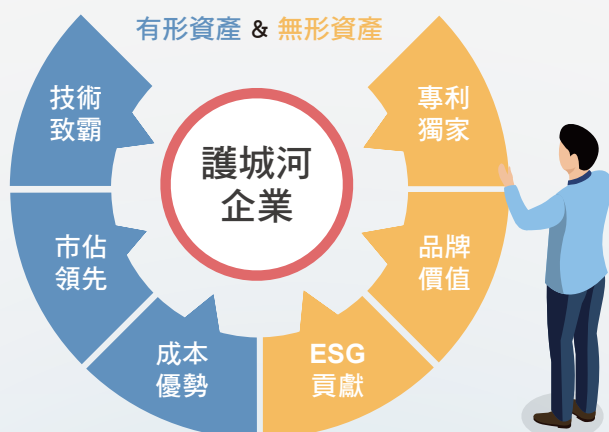 有形資產 & 無形資產
技術
致霸
市佔
領先
成本
優勢
護城河
企業
專利
獨家
品牌
價值
ESG
貢獻